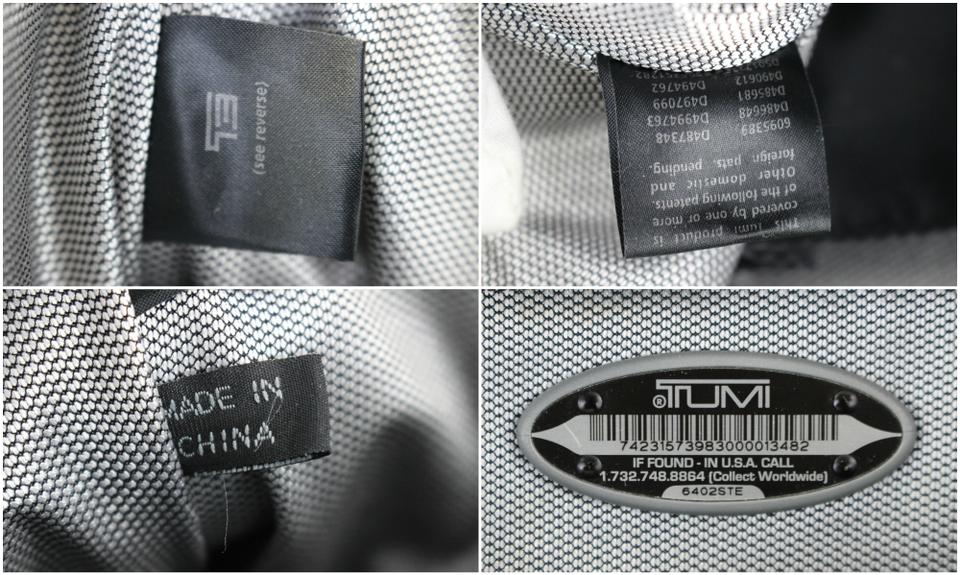 (see reverse)
This Tumi product is
covered by one or more
of the following patents.
Other domestic and
foreign pats. pending.
6095389 D487348
D486648 D494763
D485681 D497099
D490612 D494762
MADE IN
CHINA
®TUMI
74231573983000013482
IF FOUND - IN U.S.A. CALL
1.732.748.8864 (Collect Worldwide)
6402STE